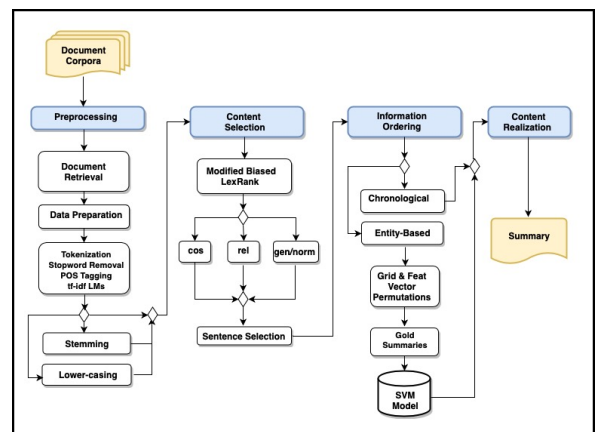 Document
Corpora
Preprocessing
Document
Retrieval
Data Preparation
Tokenization
Stopword Removal
POS Tagging
tf-idf LMs
Stemming
Lower-casing
Content
Selection
Modified Biased
LexRank
cos
rel
gen/norm
Sentence Selection
Information
Ordering
Chronological
Entity-Based
Grid & Feat
Vector
Permutations
Gold
Summaries
SVM
Model
Content
Realization
Summary